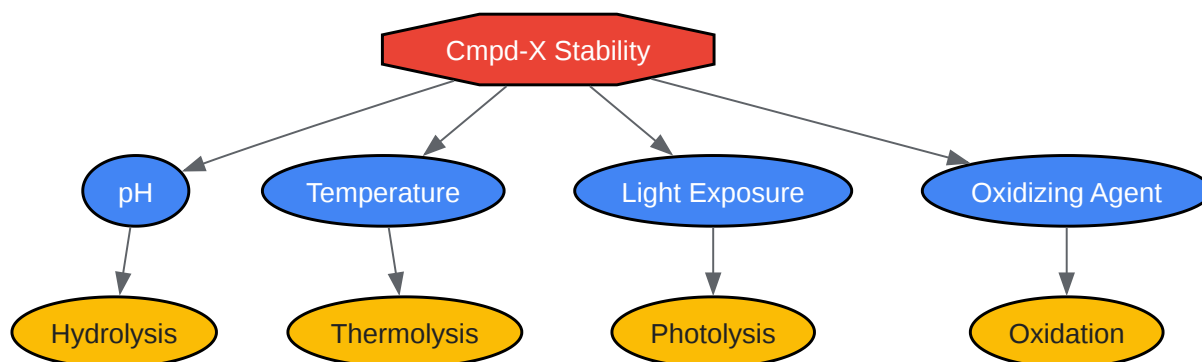 Cmpd-X Stability
pH
Temperature
Light Exposure
Oxidizing Agent
Hydrolysis
Thermolysis
Photolysis
Oxidation